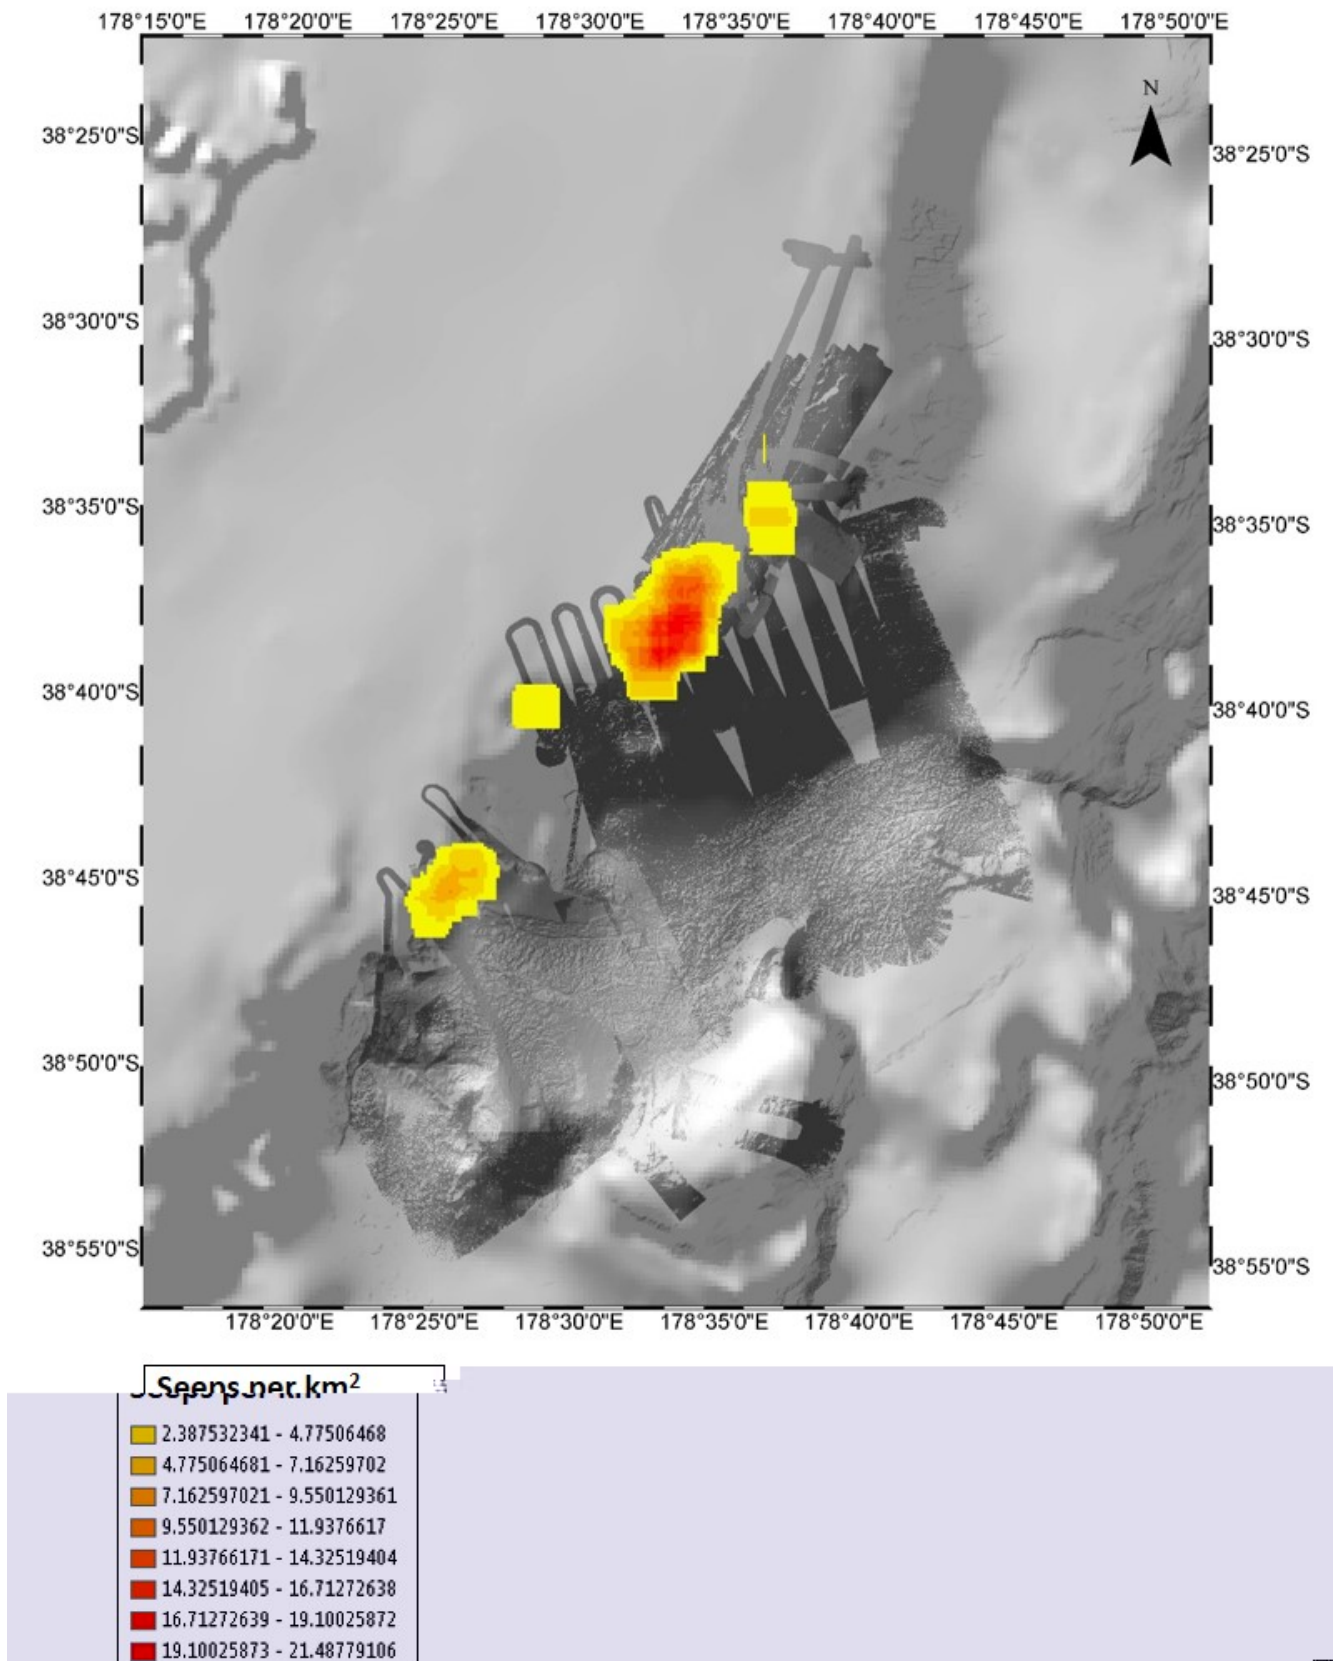 178°15'0"E 178°20'0"E 178°25'0"E 178°30'0"E 178°35'0"E 178°40'0"E 178°45'0"E 178°50'0"E
N
38°25'0"S 38°25'0"S
38°30'0"S 38°30'0"S
38°35'0"S 38°35'0"S
38°40'0"S 38°40'0"S
38°45'0"S 38°45'0"S
38°50'0"S 38°50'0"S
38°55'0"S 38°55'0"S
178°20'0"E 178°25'0"E 178°30'0"E 178°35'0"E 178°40'0"E 178°45'0"E 178°50'0"E
Seeps per km²
2.387532341 - 4.77506468
4.775064681 - 7.16259702
7.162597021 - 9.550129361
9.550129362 - 11.9376617
11.93766171 - 14.32519404
14.32519405 - 16.71272638
16.71272639 - 19.10025872
19.10025873 - 21.48779106